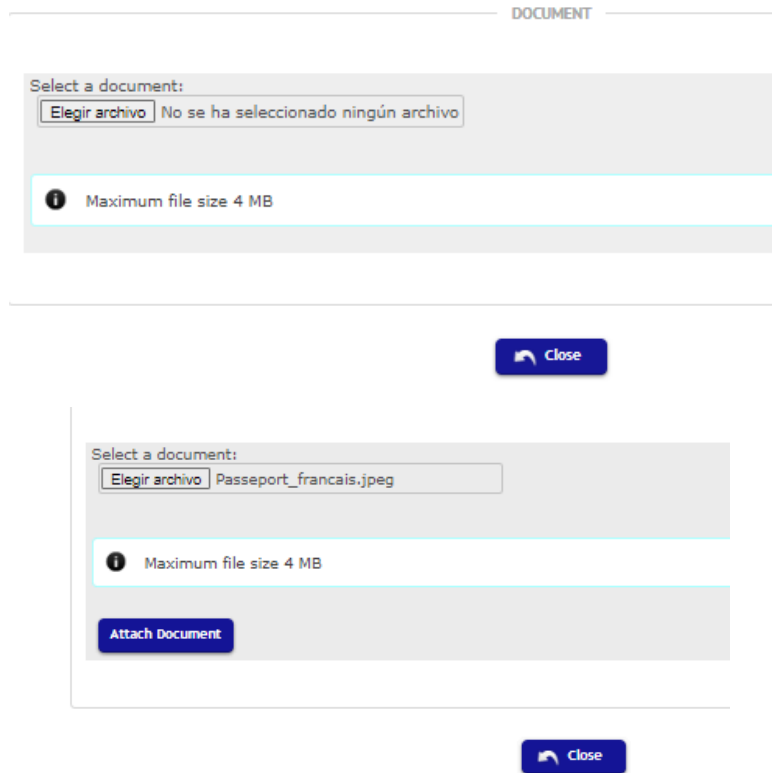 DOCUMENT
Select a document:
Elegir archivo No se ha seleccionado ningún archivo
Maximum file size 4 MB
Close
Select a document:
Elegir archivo Passeport_francais.jpeg
Maximum file size 4 MB
Attach Document
Close